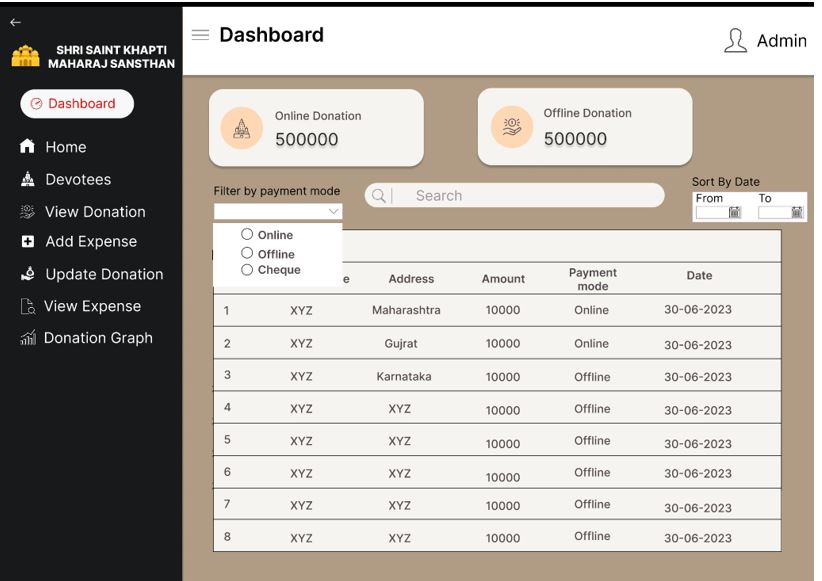 SHRI SAINT KHAPTI
MAHARAJ SANSTHAN
Dashboard
Home
Devotees
View Donation
Add Expense
Update Donation
View Expense
Donation Graph
Dashboard
Admin
Online Donation
500000
Offline Donation
500000
Filter by payment mode
Search
Sort By Date
From To
Online
Offline
Cheque
e Address Amount Payment mode Date
1 XYZ Maharashtra 10000 Online 30-06-2023
2 XYZ Gujrat 10000 Online 30-06-2023
3 XYZ Karnataka 10000 Offline 30-06-2023
4 XYZ XYZ 10000 Offline 30-06-2023
5 XYZ XYZ 10000 Offline 30-06-2023
6 XYZ XYZ 10000 Offline 30-06-2023
7 XYZ XYZ 10000 Offline 30-06-2023
8 XYZ XYZ 10000 Offline 30-06-2023